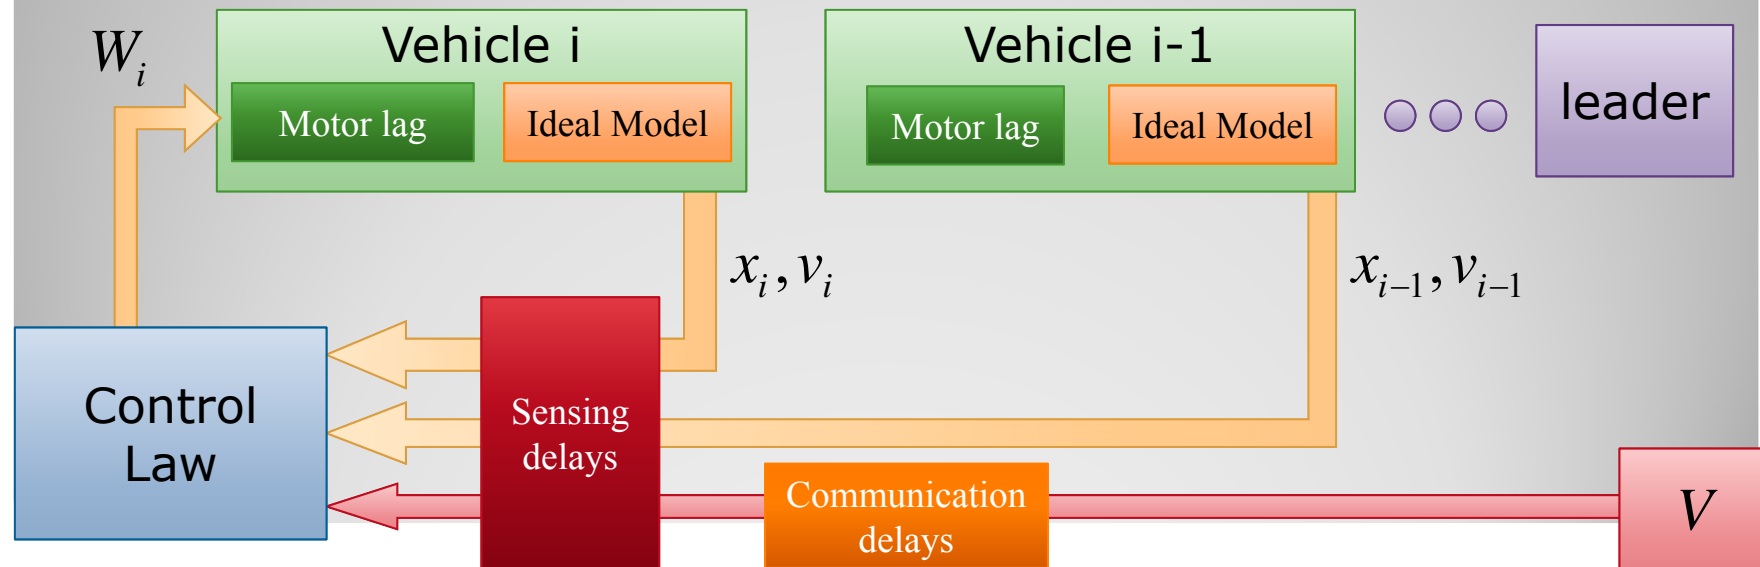 W_i
Vehicle i
Motor lag
Ideal Model
Vehicle i-1
Motor lag
Ideal Model
leader
x_i, v_i
x_{i-1}, v_{i-1}
Control
Law
Sensing
delays
Communication
delays
V